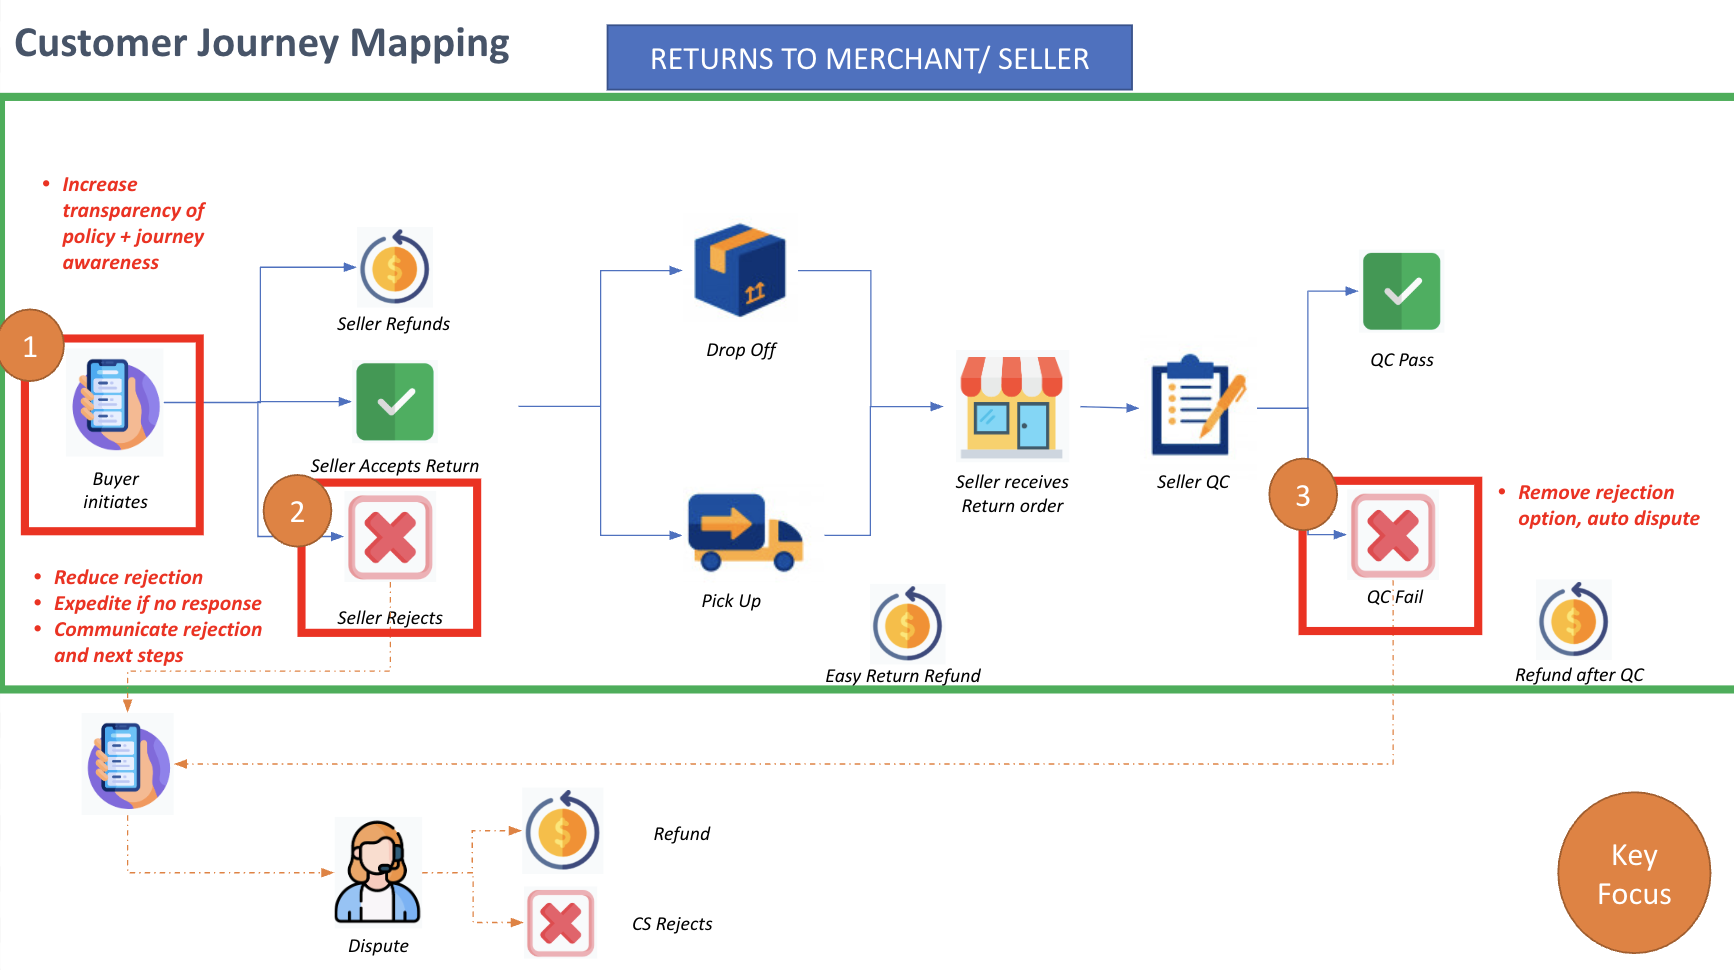 Customer Journey Mapping
RETURNS TO MERCHANT/ SELLER
• Increase
transparency of
policy + journey
awareness
1
Buyer
initiates
Seller Refunds
Seller Accepts Return
2
Seller Rejects
• Reduce rejection
• Expedite if no response
• Communicate rejection
and next steps
Drop Off
Pick Up
Easy Return Refund
Seller receives
Return order
Seller QC
QC Pass
3
QC Fail
• Remove rejection
option, auto dispute
Refund after QC
Dispute
Refund
CS Rejects
Key
Focus